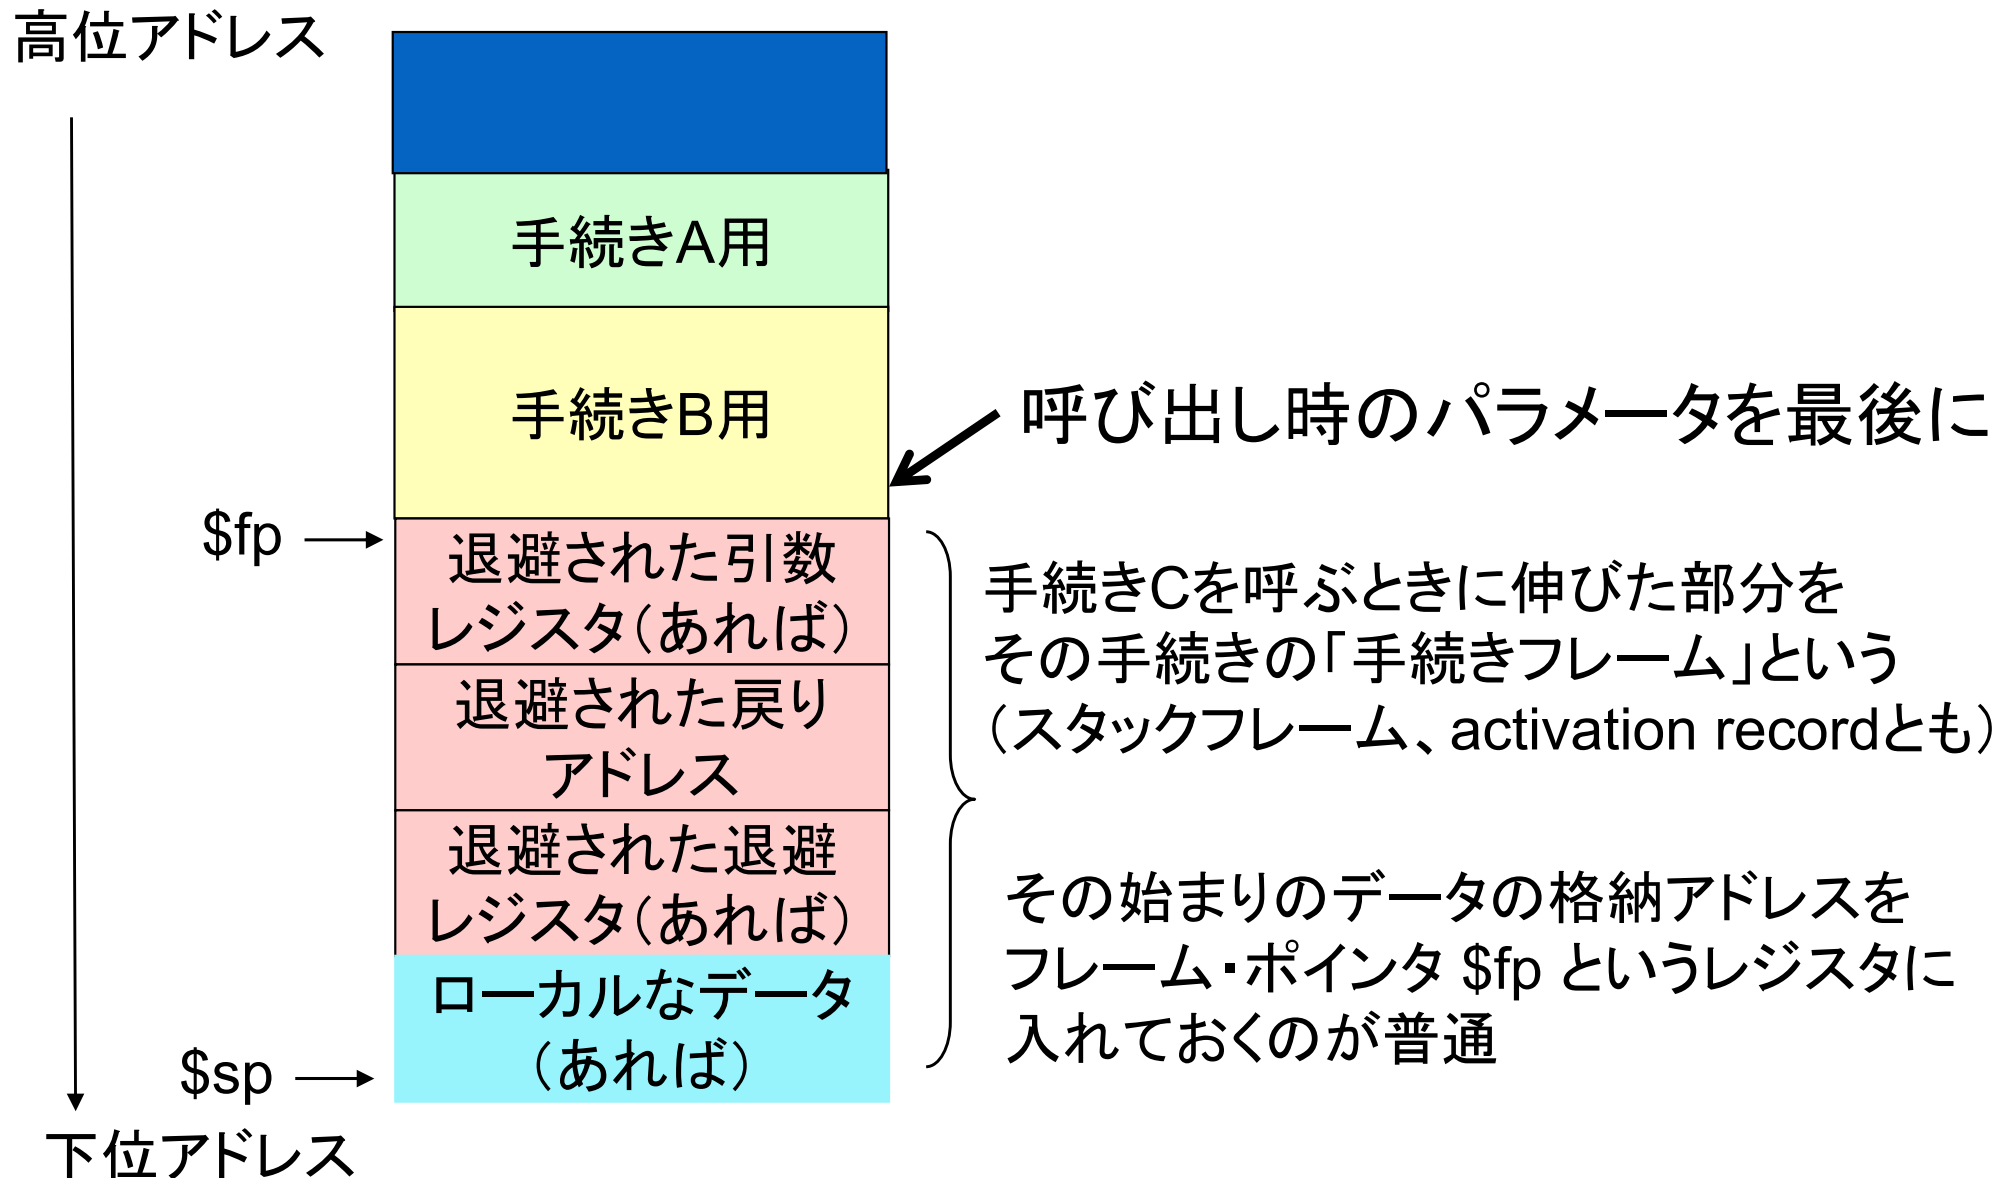 高位アドレス
手続きA用
手続きB用
呼び出し時のパラメータを最後に
$fp
退避された引数
レジスタ(あれば)
退避された戻り
アドレス
退避された退避
レジスタ(あれば)
ローカルなデータ
(あれば)
手続きCを呼ぶときに伸びた部分を
その手続きの「手続きフレーム」という
(スタックフレーム、activation recordとも)
その始まりのデータの格納アドレスを
フレーム・ポインタ $fp というレジスタに
入れておくのが普通
$sp
下位アドレス